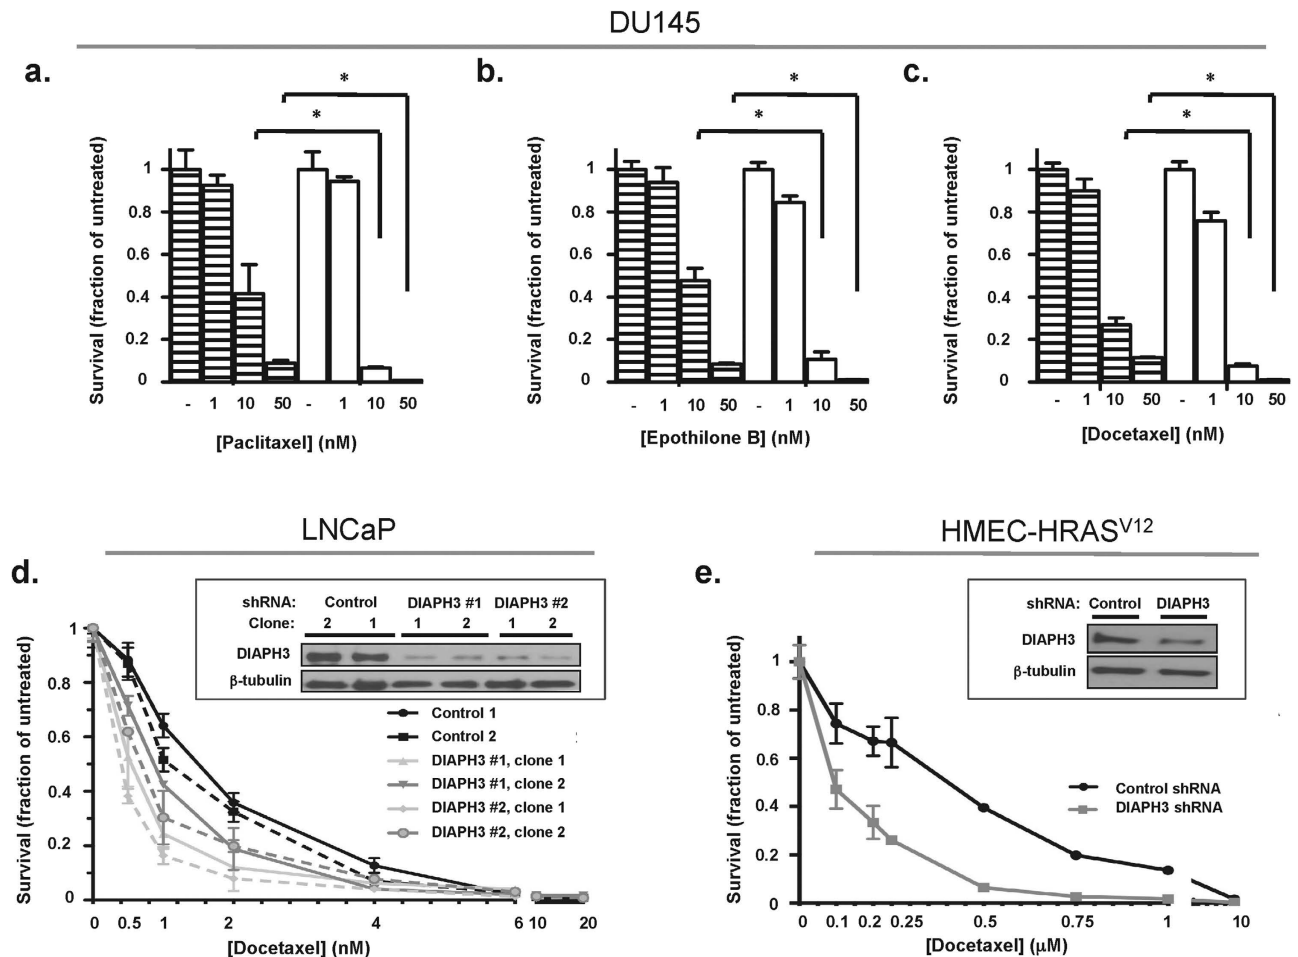 DU145
a.
b.
c.
*
*
*
*
*
*
Survival (fraction of untreated)
1
0.8
0.6
0.4
0.2
0
- 1 10 50 - 1 10 50
[Paclitaxel] (nM)
Survival (fraction of untreated)
1
0.8
0.6
0.4
0.2
0
- 1 10 50 - 1 10 50
[Epothilone B] (nM)
Survival (fraction of untreated)
1
0.8
0.6
0.4
0.2
0
- 1 10 50 - 1 10 50
[Docetaxel] (nM)
LNCaP
d.
shRNA: Control DIAPH3 #1 DIAPH3 #2
Clone: 2 1 1 2 1 2
DIAPH3
β-tubulin
Control 1
Control 2
DIAPH3 #1, clone 1
DIAPH3 #1, clone 2
DIAPH3 #2, clone 1
DIAPH3 #2, clone 2
Survival (fraction of untreated)
1
0.8
0.6
0.4
0.2
0
0 0.5 1 2 4 6 10 20
[Docetaxel] (nM)
HMEC-HRASV12
e.
shRNA: Control DIAPH3
DIAPH3
β-tubulin
Control shRNA
DIAPH3 shRNA
Survival (fraction of untreated)
1
0.8
0.6
0.4
0.2
0
0 0.1 0.2 0.25 0.5 0.75 1 10
[Docetaxel] (μM)